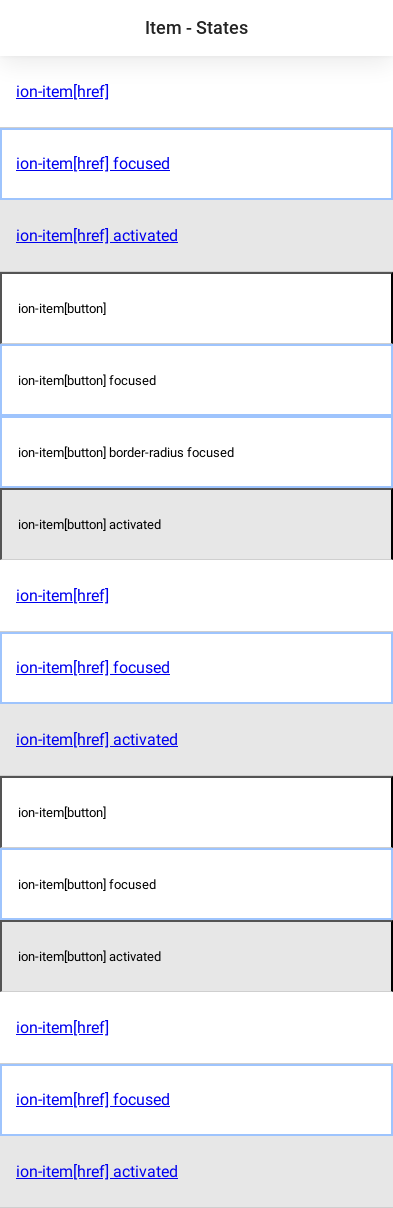 Item - States
ion-item[href]
ion-item[href] focused
ion-item[href] activated
ion-item[button]
ion-item[button] focused
ion-item[button] border-radius focused
ion-item[button] activated
ion-item[href]
ion-item[href] focused
ion-item[href] activated
ion-item[button]
ion-item[button] focused
ion-item[button] activated
ion-item[href]
ion-item[href] focused
ion-item[href] activated